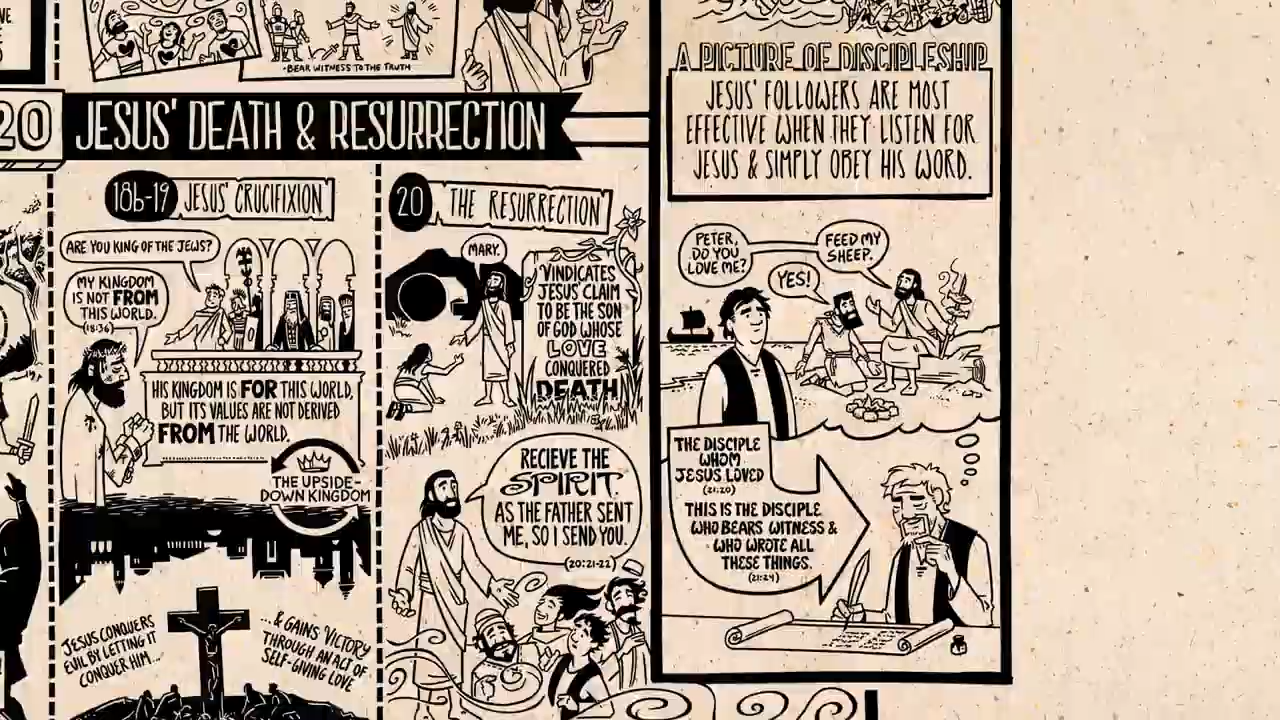 -BEAR WITNESS TO THE TRUTH
20
JESUS' DEATH & RESURRECTION
18b-19
JESUS' CRUCIFIXION
ARE YOU KING OF THE JEWS?
MY KINGDOM
IS NOT FROM
THIS WORLD.
(18:36)
HIS KINGDOM IS FOR THIS WORLD,
BUT ITS VALUES ARE NOT DERIVED
FROM THE WORLD.
THE UPSIDE-
DOWN KINGDOM
JESUS CONQUERS
EVIL BY LETTING IT
CONQUER HIM...
...& GAINS VICTORY
THROUGH AN ACT OF
SELF-GIVING LOVE
20
THE RESURRECTION
MARY.
VINDICATES
JESUS' CLAIM
TO BE THE SON
OF GOD WHOSE
LOVE
CONQUERED
DEATH
RECIEVE THE
SPIRIT.
AS THE FATHER SENT
ME, SO I SEND YOU.
(20:21-22)
A PICTURE OF DISCIPLESHIP
JESUS' FOLLOWERS ARE MOST
EFFECTIVE WHEN THEY LISTEN FOR
JESUS & SIMPLY OBEY HIS WORD.
PETER,
DO YOU
LOVE ME?
YES!
FEED MY
SHEEP.
THE DISCIPLE
WHOM
JESUS LOVED
(21:20)
THIS IS THE DISCIPLE
WHO BEARS WITNESS &
WHO WROTE ALL
THESE THINGS.
(21:24)